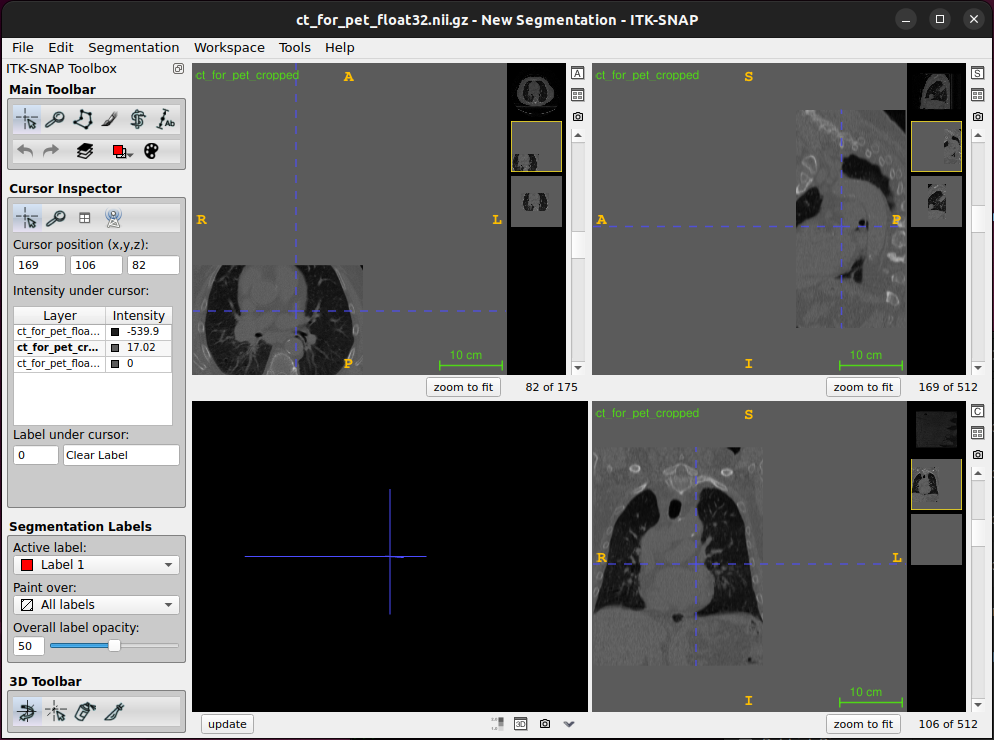 ct_for_pet_float32.nii.gz - New Segmentation - ITK-SNAP
File Edit Segmentation Workspace Tools Help
ITK-SNAP Toolbox
Main Toolbar
Ab
Cursor Inspector
Cursor position (x,y,z):
169 106 82
Intensity under cursor:
Layer Intensity
ct_for_pet_floa... -539.9
ct_for_pet_cr... 17.02
ct_for_pet_floa... 0
Label under cursor:
0 Clear Label
Segmentation Labels
Active label:
Label 1
Paint over:
All labels
Overall label opacity:
50
3D Toolbar
ct_for_pet_cropped
A
R
L
P
10 cm
A
zoom to fit 82 of 175
ct_for_pet_cropped
S
A
P
I
10 cm
S
zoom to fit 169 of 512
update
3D
ct_for_pet_cropped
S
R
L
I
10 cm
C
zoom to fit 106 of 512